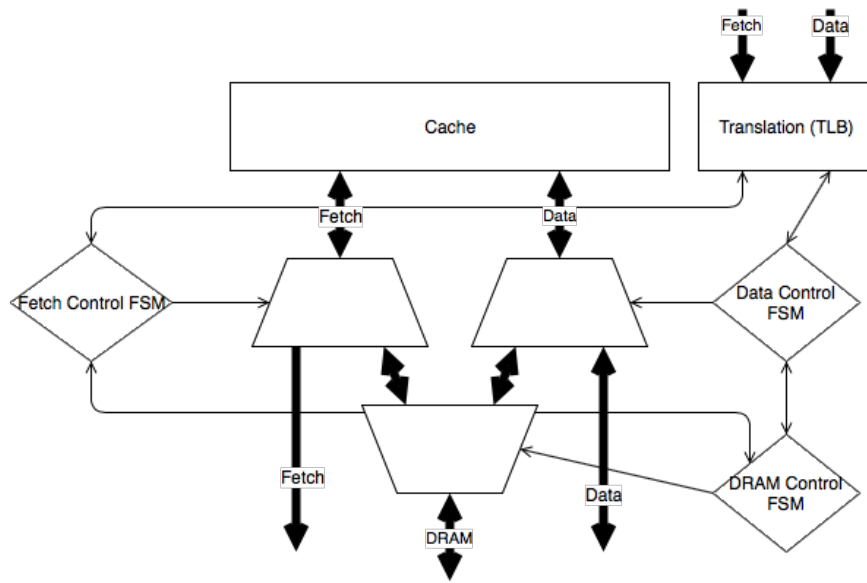 Fetch
Data
Cache
Translation (TLB)
Fetch
Data
Fetch Control FSM
Data Control
FSM
Fetch
Data
DRAM Control
FSM
DRAM